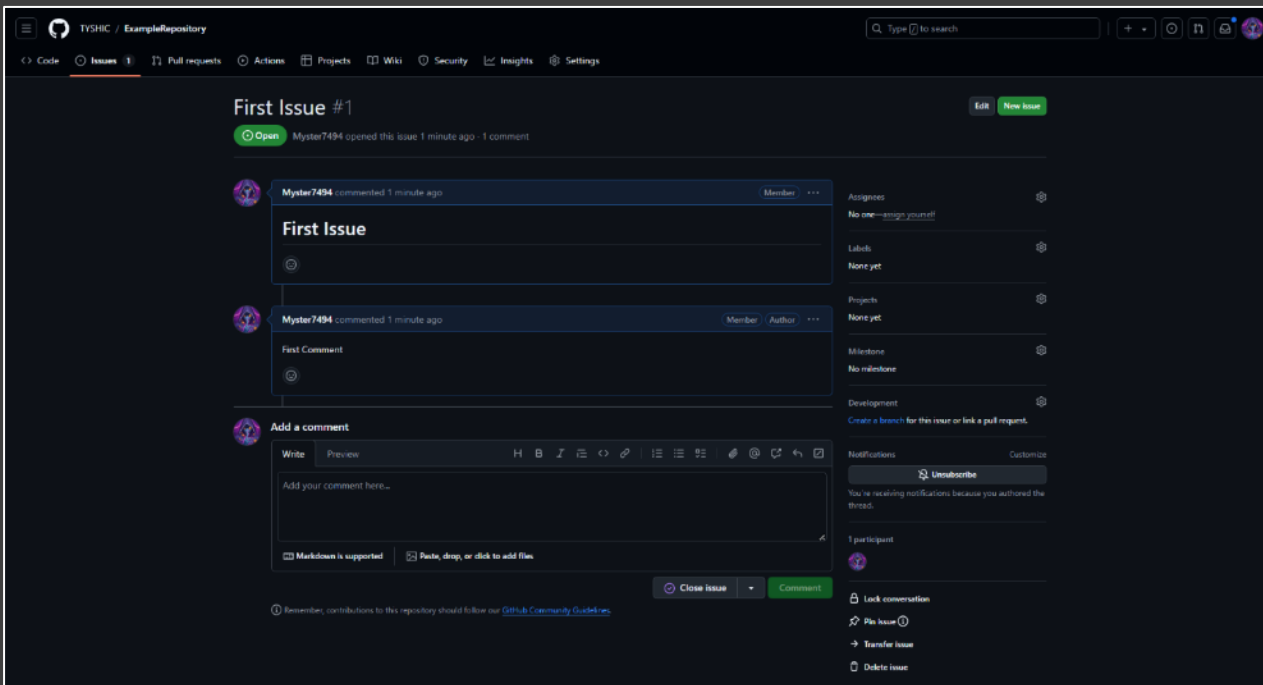 TYSHIC / ExampleRepository
Type / to search
Code Issues 1 Pull requests Actions Projects Wiki Security Insights Settings
First Issue #1
Edit New issue
Open Myster7494 opened this issue 1 minute ago · 1 comment
Myster7494 commented 1 minute ago
Member
First Issue
Myster7494 commented 1 minute ago
Member Author
First Comment
Add a comment
Write Preview
H B I
Add your comment here...
Markdown is supported
Paste, drop, or click to add files
Close issue Comment
Remember, contributions to this repository should follow our GitHub Community Guidelines.
Assignees
No one—assign yourself
Labels
None yet
Projects
None yet
Milestone
No milestone
Development
Create a branch for this issue or link a pull request.
Notifications Customize
Unsubscribe
You're receiving notifications because you authored the
thread.
1 participant
Lock conversation
Pin issue
Transfer issue
Delete issue